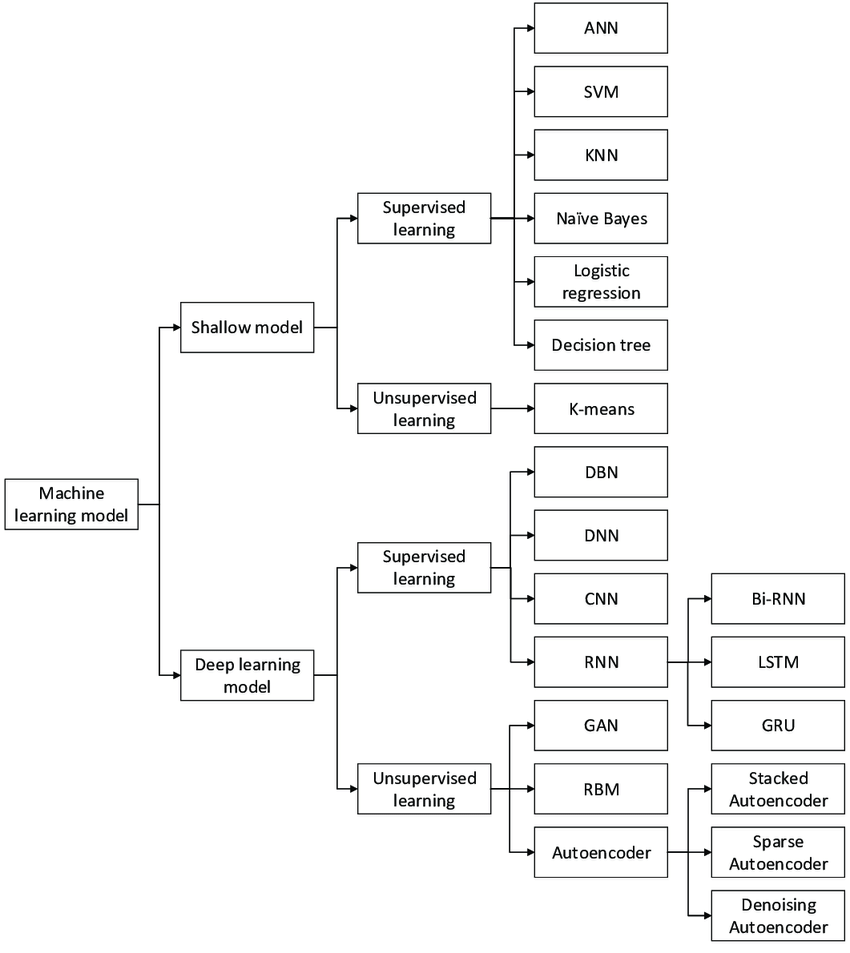 ANN
SVM
KNN
Supervised
learning
Naïve Bayes
Logistic
regression
Shallow model
Decision tree
Unsupervised
learning
K-means
Machine
learning model
DBN
DNN
Supervised
learning
CNN
Bi-RNN
RNN
LSTM
Deep learning
model
GAN
GRU
Unsupervised
learning
RBM
Stacked
Autoencoder
Autoencoder
Sparse
Autoencoder
Denoising
Autoencoder